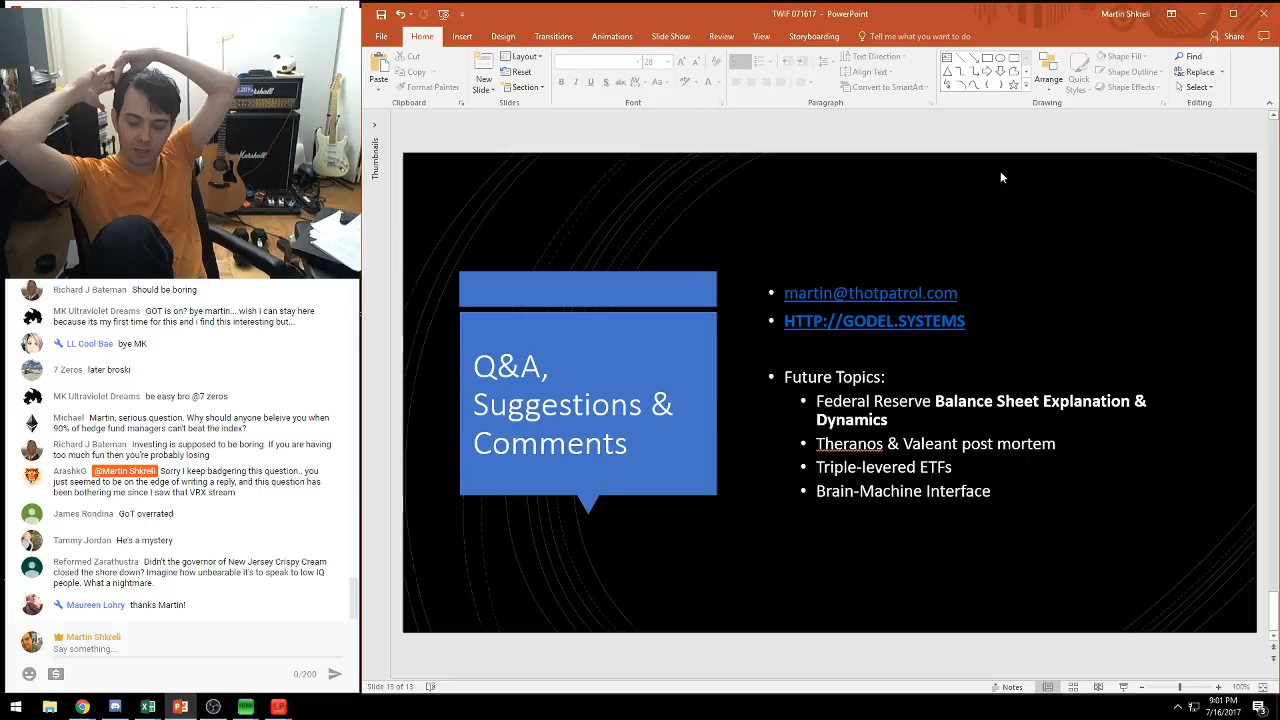 Marshall
Marshall
Richard J Bateman Should be boring
MK Ultraviolet Dreams GOT is on? bye martin... wish i can stay here
because its my first time for this and i find this interesting but...
LL Cool Bae bye MK
7 Zeros later broski
MK Ultraviolet Dreams be easy bro @7 zeros
Michael Martin, serious question. Why should anyone beleive you when
90% of hedge fund managers can't beat the index?
Richard J Bateman Investing is supposed to be boring. If you are having
too much fun then you're probably losing
ArashkG @Martin Shkreli Sorry I keep badgering this question.. you
just seemed to be on the edge of writing a reply, and this question has
been bothering me since I saw that VRX stream
James Rondina GoT overrated
Tammy Jordan He's a mystery
Reformed Zarathustra Didn't the governor of New Jersey Crispy Cream
closed the shore down? Imagine how unbearable it's to speak to low IQ
people. What a nightmare.
Maureen Lohry thanks Martin!
Martin Shkreli
Say something...
0/200
TWIF 071617 - PowerPoint
Martin Shkreli
File Home Insert Design Transitions Animations Slide Show Review View Storyboarding Tell me what you want to do
Share
Paste
Cut
Copy
Format Painter
Clipboard
New
Slide
Layout
Reset
Section
Slides
28
B I U S abc AV Aa A
Font
Text Direction
Align Text
Convert to SmartArt
Paragraph
Arrange
Quick
Styles
Shape Fill
Shape Outline
Shape Effects
Drawing
Find
Replace
Select
Editing
Thumbnails
Q&A,
Suggestions &
Comments
martin@thotpatrol.com
HTTP://GODEL.SYSTEMS
Future Topics:
Federal Reserve Balance Sheet Explanation &
Dynamics
Theranos & Valeant post mortem
Triple-levered ETFs
Brain-Machine Interface
Slide 13 of 13
Notes
100%
9:01 PM
7/16/2017